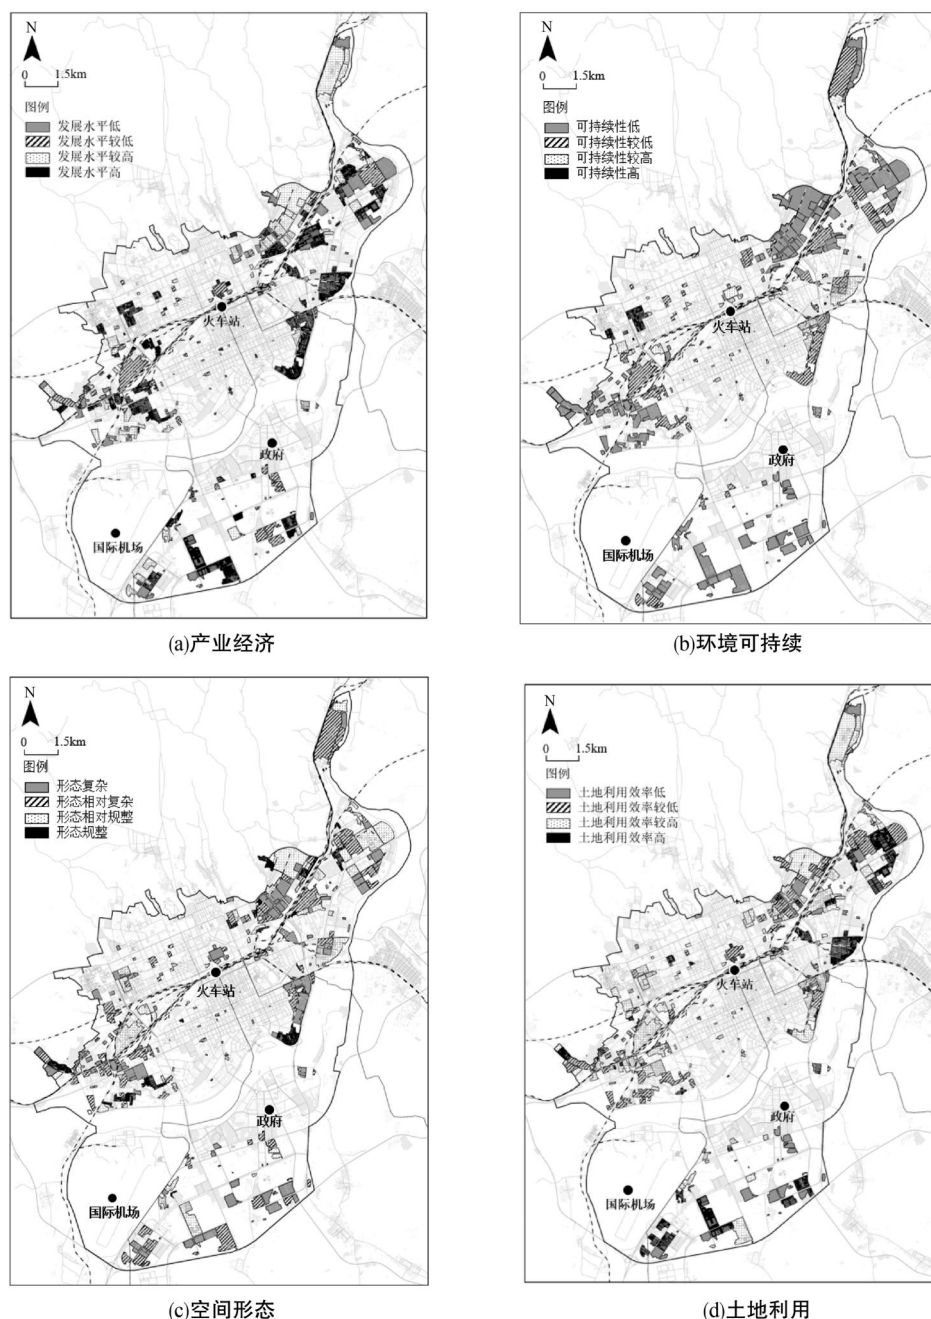 N
0 1.5km
图例
发展水平低
发展水平较低
发展水平较高
发展水平高
火车站
政府
国际机场
(a)产业经济
N
0 1.5km
图例
可持续性低
可持续性较低
可持续性较高
可持续性高
火车站
政府
国际机场
(b)环境可持续
N
0 1.5km
图例
形态复杂
形态相对复杂
形态相对规整
形态规整
火车站
政府
国际机场
(c)空间形态
N
0 1.5km
图例
土地利用效率低
土地利用效率较低
土地利用效率较高
土地利用效率高
火车站
政府
国际机场
(d)土地利用